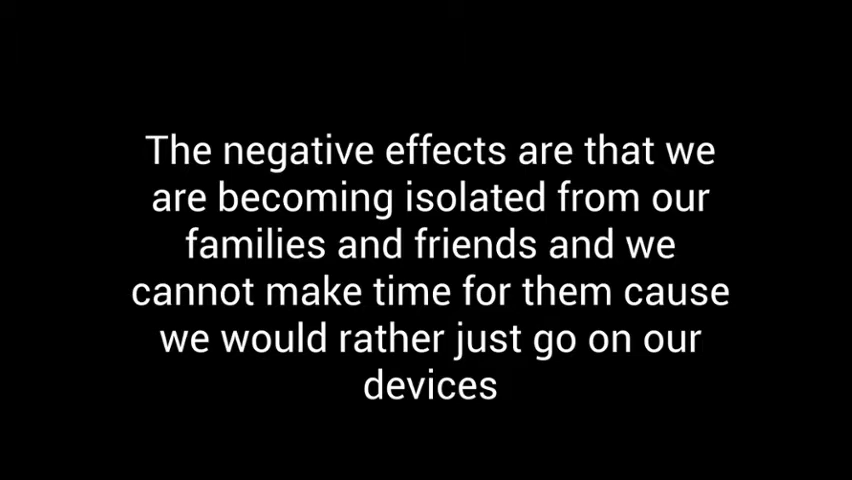 The negative effects are that we
are becoming isolated from our
families and friends and we
cannot make time for them cause
we would rather just go on our
devices